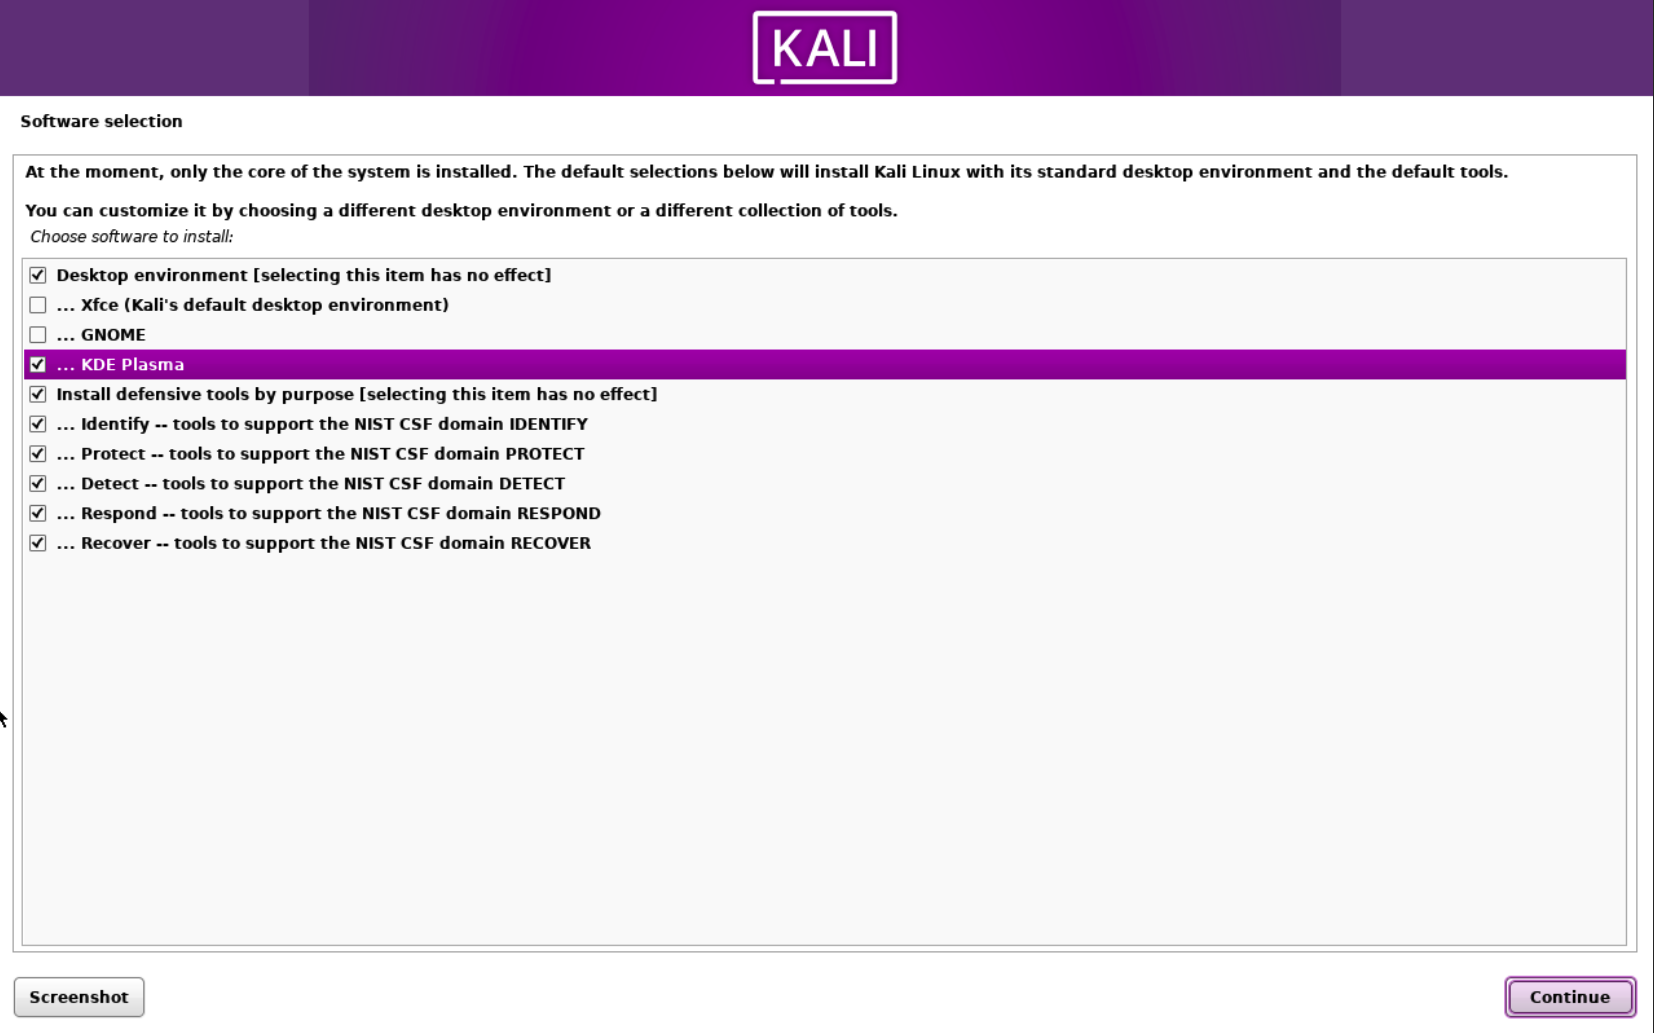 KALI
Software selection
At the moment, only the core of the system is installed. The default selections below will install Kali Linux with its standard desktop environment and the default tools.
You can customize it by choosing a different desktop environment or a different collection of tools.
Choose software to install:
Desktop environment [selecting this item has no effect]
... Xfce (Kali's default desktop environment)
... GNOME
... KDE Plasma
Install defensive tools by purpose [selecting this item has no effect]
... Identify -- tools to support the NIST CSF domain IDENTIFY
... Protect -- tools to support the NIST CSF domain PROTECT
... Detect -- tools to support the NIST CSF domain DETECT
... Respond -- tools to support the NIST CSF domain RESPOND
... Recover -- tools to support the NIST CSF domain RECOVER
Screenshot
Continue